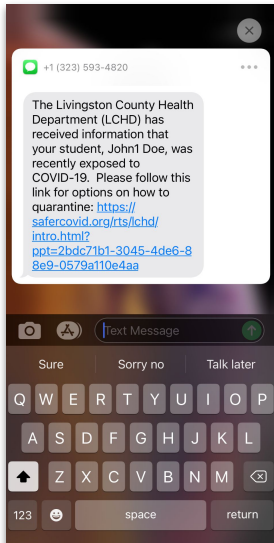 +1 (323) 593-4820
The Livingston County Health
Department (LCHD) has
received information that
your student, John1 Doe, was
recently exposed to
COVID-19.  Please follow this
link for options on how to
quarantine: https://
safercovid.org/rts/lchd/
intro.html?
ppt=2bdc71b1-3045-4de6-8
8e9-0579a110e4aa
Text Message
Sure Sorry no Talk later
Q W E R T Y U I O P
A S D F G H J K L
Z X C V B N M
123 space return